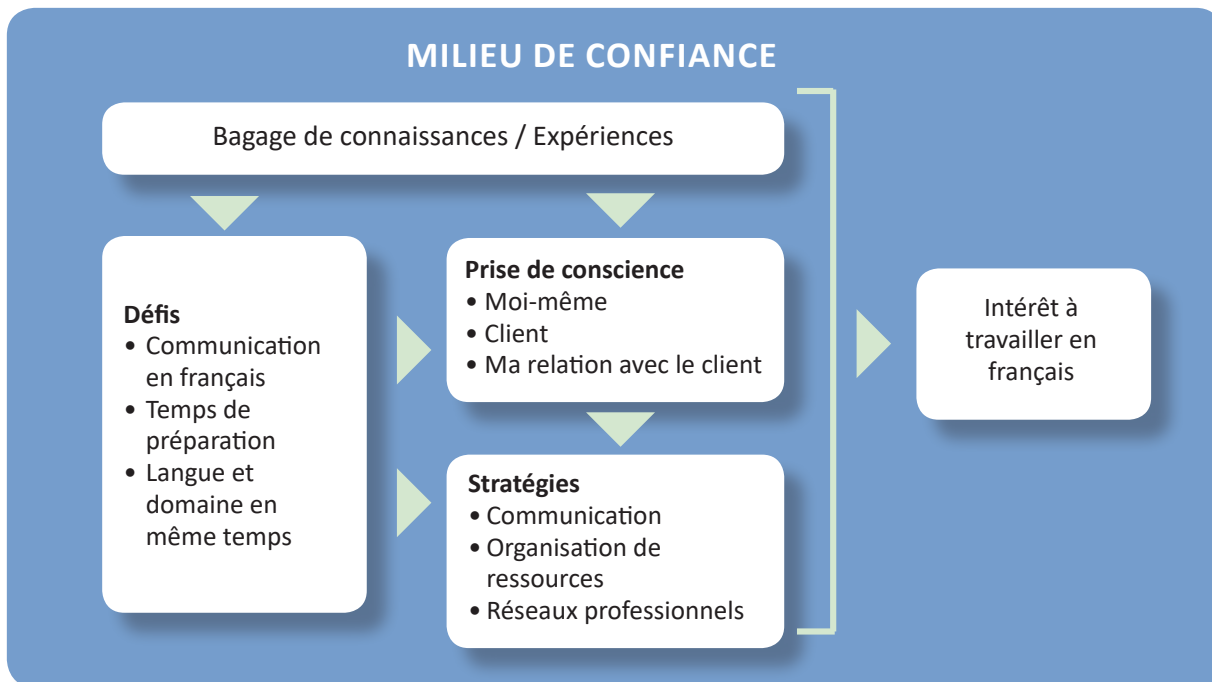 MILIEU DE CONFIANCE
Bagage de connaissances / Expériences
Défis
• Communication
en français
• Temps de
préparation
• Langue et
domaine en
même temps
Prise de conscience
• Moi-même
• Client
• Ma relation avec le client
Stratégies
• Communication
• Organisation de
ressources
• Réseaux professionnels
Intérêt à
travailler en
français